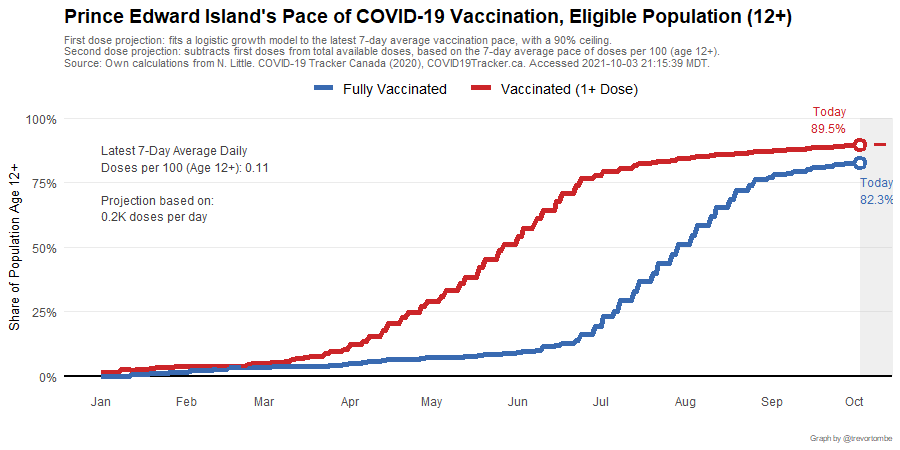 Prince Edward Island's Pace of COVID-19 Vaccination, Eligible Population (12+)
First dose projection: fits a logistic growth model to the latest 7-day average vaccination pace, with a 90% ceiling.
Second dose projection: subtracts first doses from total available doses, based on the 7-day average pace of doses per 100 (age 12+).
Source: Own calculations from N. Little. COVID-19 Tracker Canada (2020), COVID19Tracker.ca. Accessed 2021-10-03 21:15:39 MDT.
Fully Vaccinated Vaccinated (1+ Dose)
Today
89.5%
100%
Latest 7-Day Average Daily
Doses per 100 (Age 12+): 0.11
Projection based on:
0.2K doses per day
Today
82.3%
75%
50%
25%
0%
Share of Population Age 12+
Jan Feb Mar Apr May Jun Jul Aug Sep Oct
Graph by @trevortombe